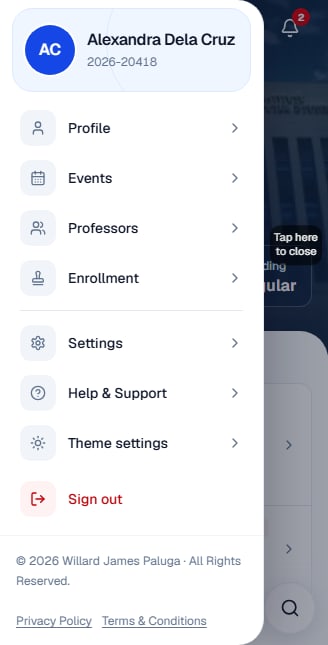 AC
Alexandra Dela Cruz
2026-20418
2
Profile
Events
Professors
Tap here
to close
Enrollment
Settings
Help & Support
Theme settings
Sign out
© 2026 Willard James Paluga · All Rights
Reserved.
Privacy Policy Terms & Conditions